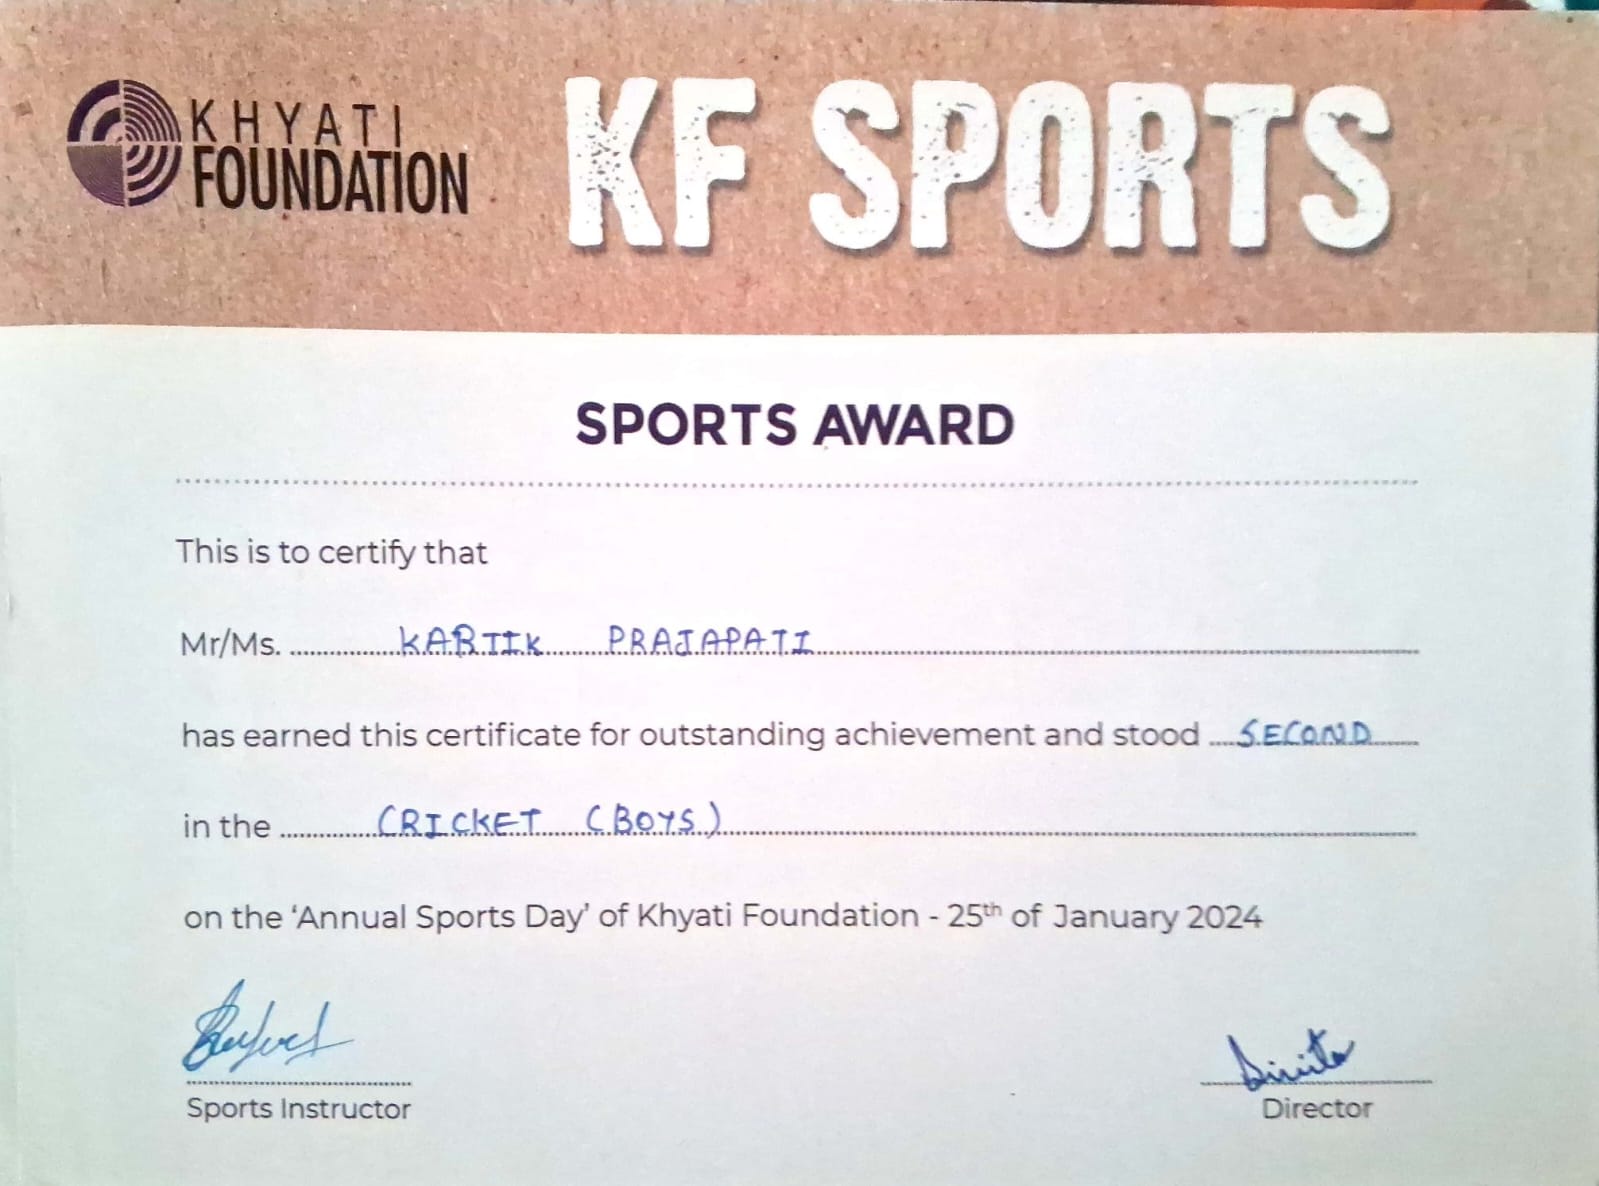 KHYATI
FOUNDATION
KF SPORTS
SPORTS AWARD
This is to certify that
Mr/Ms. KARTIK PRAJAPATI
has earned this certificate for outstanding achievement and stood SECOND
in the CRICKET (BOYS)
on the ‘Annual Sports Day’ of Khyati Foundation - 25th of January 2024
Sports Instructor
Director